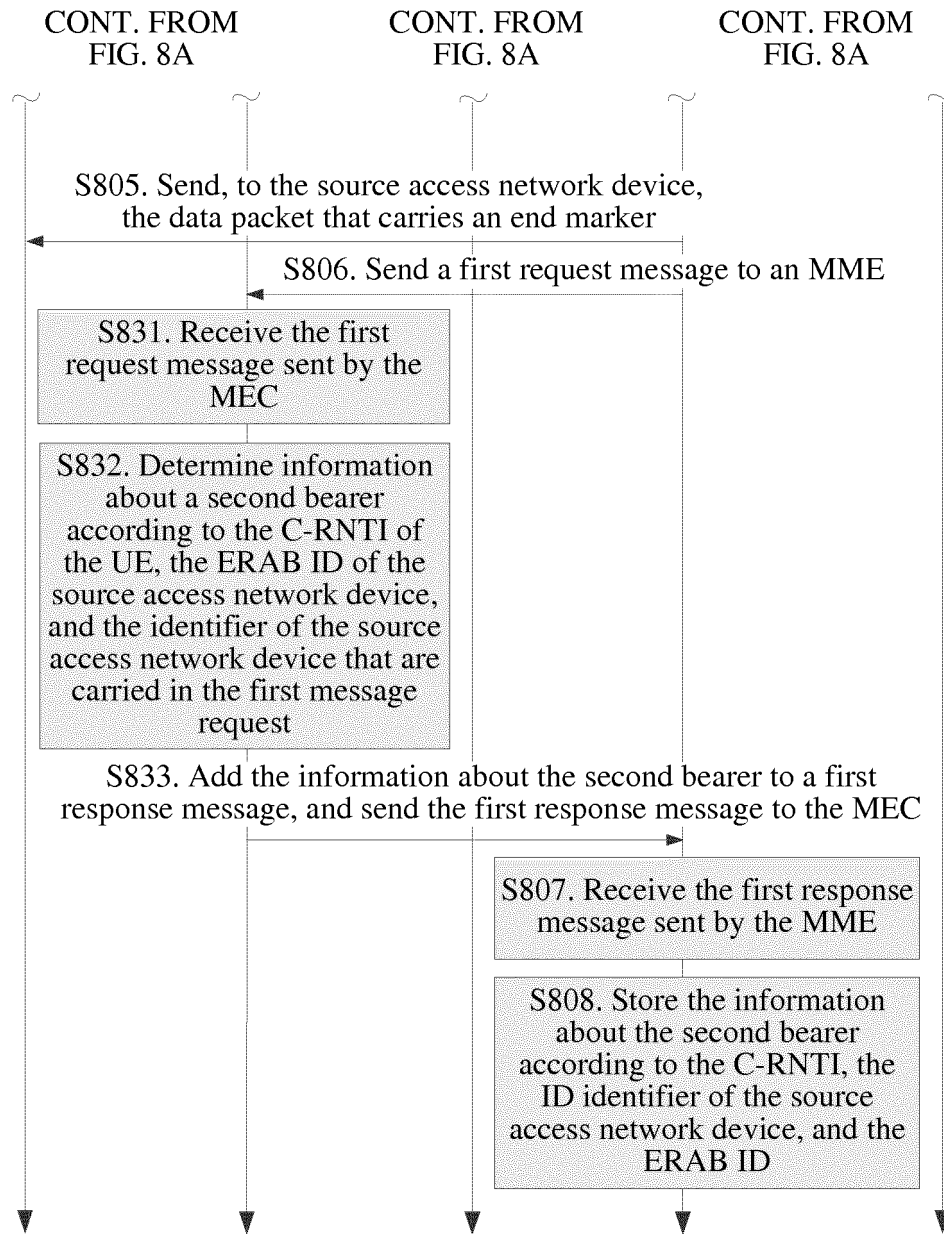 CONT. FROM
FIG. 8A
CONT. FROM
FIG. 8A
CONT. FROM
FIG. 8A
S805. Send, to the source access network device,
the data packet that carries an end marker
S806. Send a first request message to an MME
S831. Receive the first
request message sent by the
MEC
S832. Determine information
about a second bearer
according to the C-RNTI of
the UE, the ERAB ID of the
source access network device,
and the identifier of the source
access network device that are
carried in the first message
request
S833. Add the information about the second bearer to a first
response message, and send the first response message to the MEC
S807. Receive the first response
message sent by the MME
S808. Store the information
about the second bearer
according to the C-RNTI, the
ID identifier of the source
access network device, and the
ERAB ID